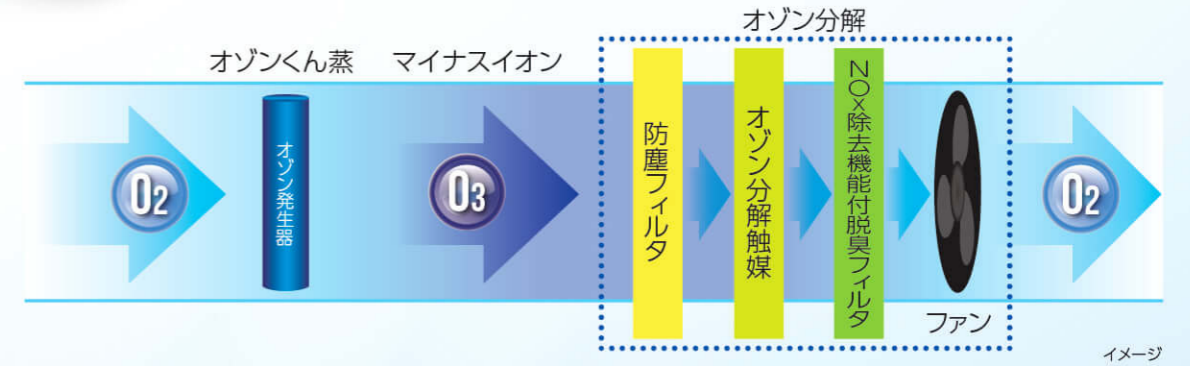 オゾン分解
オゾンくん蒸
マイナスイオン
O2
オゾン発生器
O3
防塵フィルタ
オゾン分解触媒
NOx除去機能付脱臭フィルタ
ファン
O2
イメージ